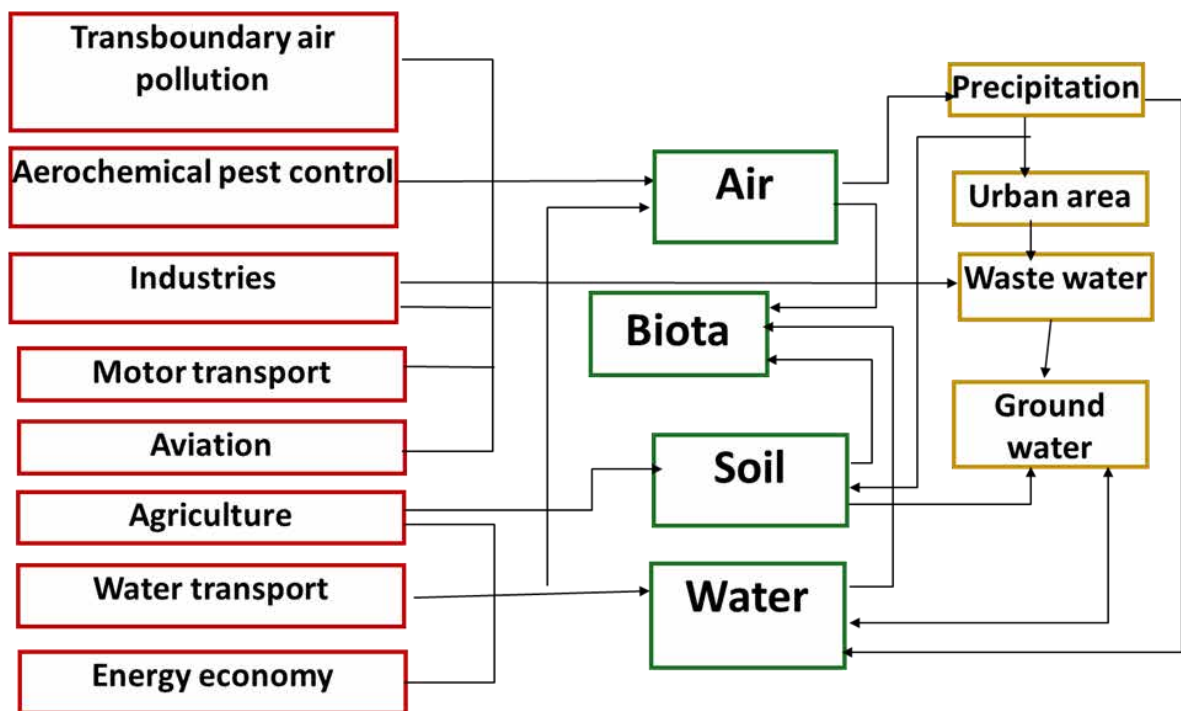 Transboundary air
pollution
Aerochemical pest control
Industries
Motor transport
Aviation
Agriculture
Water transport
Energy economy
Air
Biota
Soil
Water
Precipitation
Urban area
Waste water
Ground
water